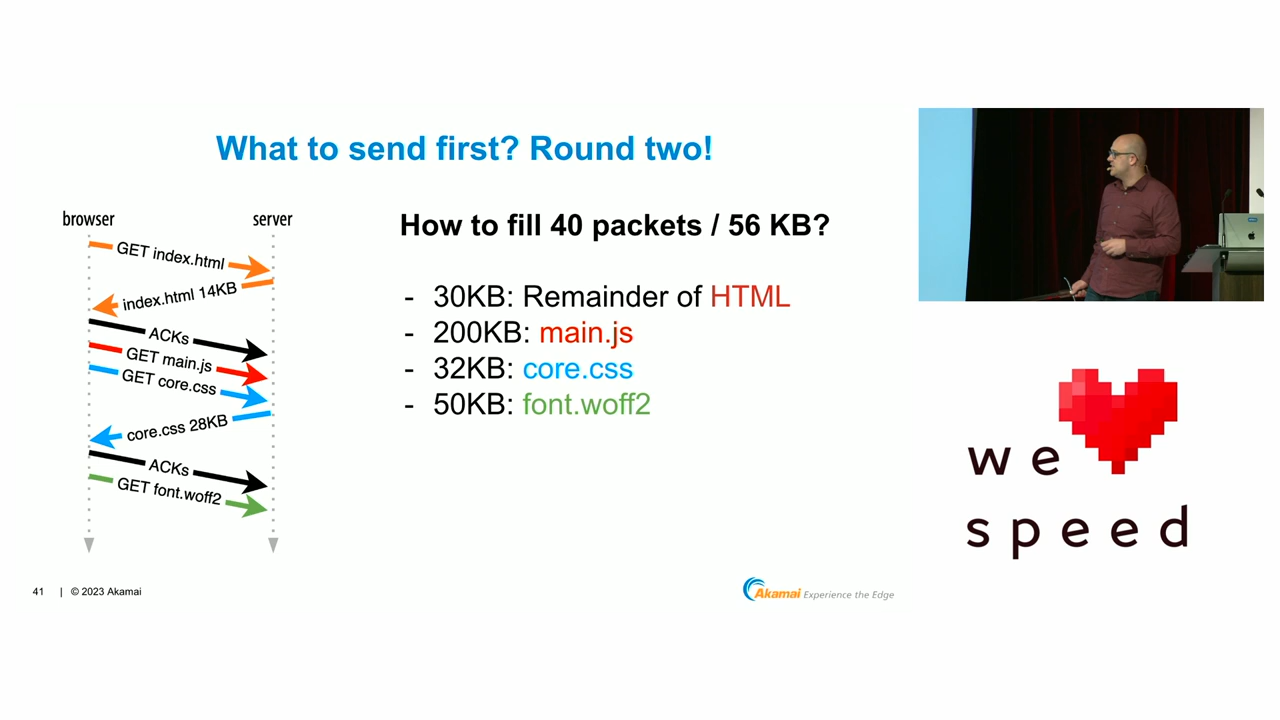 What to send first? Round two!
browser
server
GET index.html
index.html 14KB
ACKs
GET main.js
GET core.css
core.css 28KB
ACKs
GET font.woff2
How to fill 40 packets / 56 KB?
- 30KB: Remainder of HTML
- 200KB: main.js
- 32KB: core.css
- 50KB: font.woff2
41 | © 2023 Akamai
Akamai Experience the Edge
we
speed